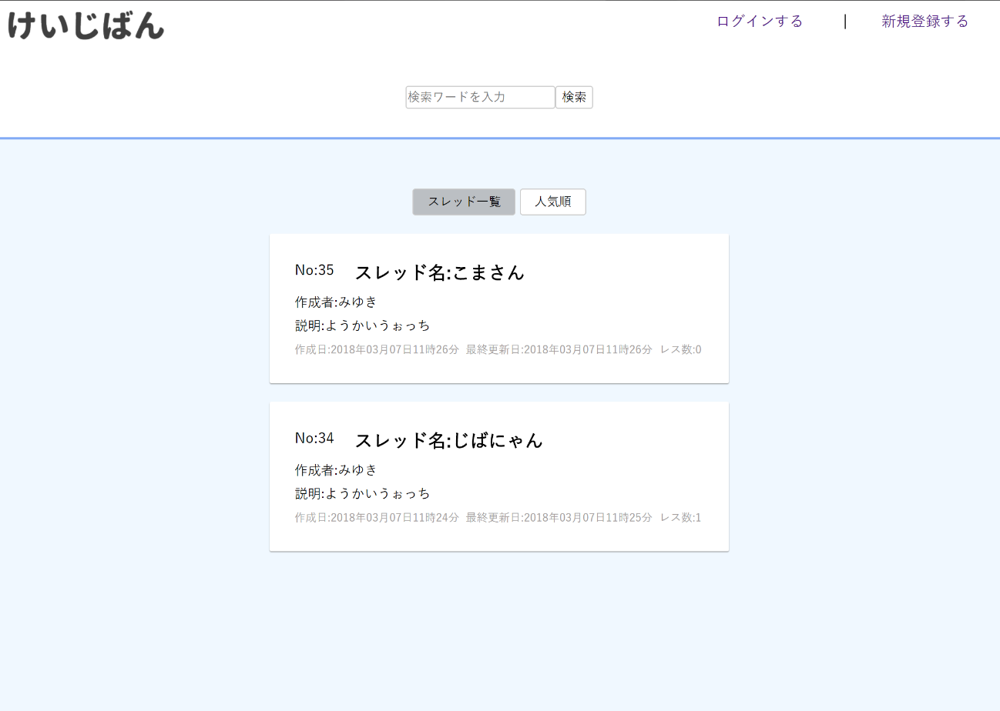 けいじばん
ログインする | 新規登録する
検索ワードを入力 検索
スレッド一覧 人気順
No:35 スレッド名:こまさん
作成者:みゆき
説明:ようかいうぉっち
作成日:2018年03月07日11時26分 最終更新日:2018年03月07日11時26分 レス数:0
No:34 スレッド名:じばにゃん
作成者:みゆき
説明:ようかいうぉっち
作成日:2018年03月07日11時24分 最終更新日:2018年03月07日11時25分 レス数:1